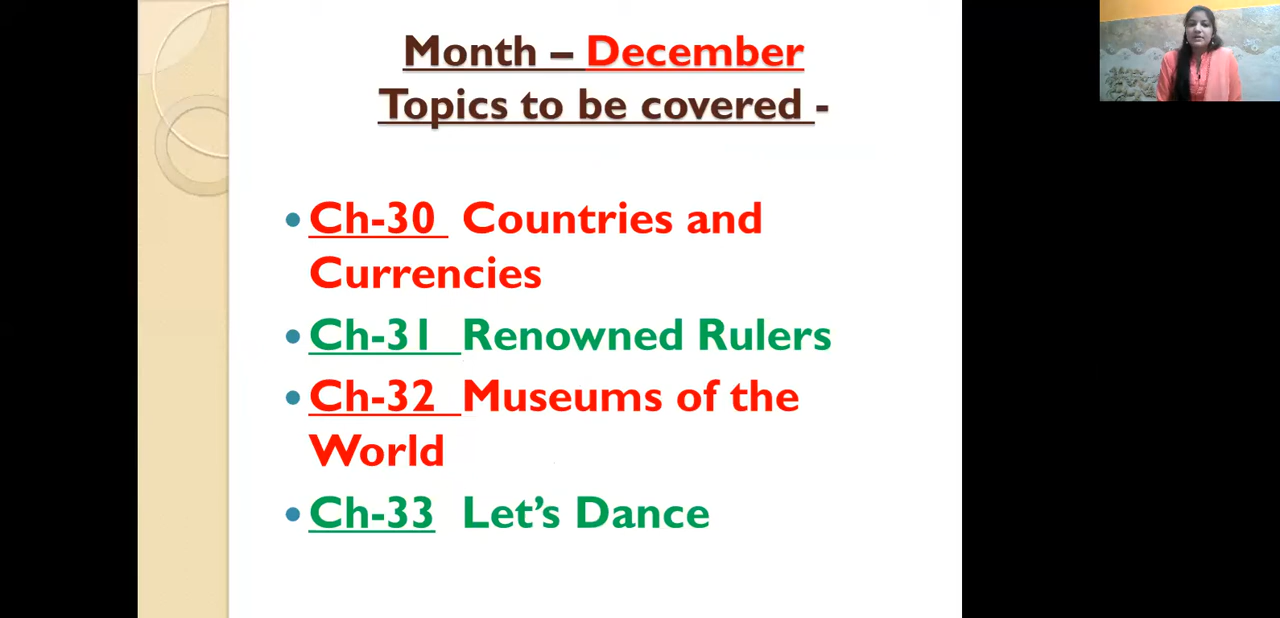 Month – December
Topics to be covered -
• Ch-30 Countries and
Currencies
• Ch-31 Renowned Rulers
• Ch-32 Museums of the
World
• Ch-33 Let’s Dance